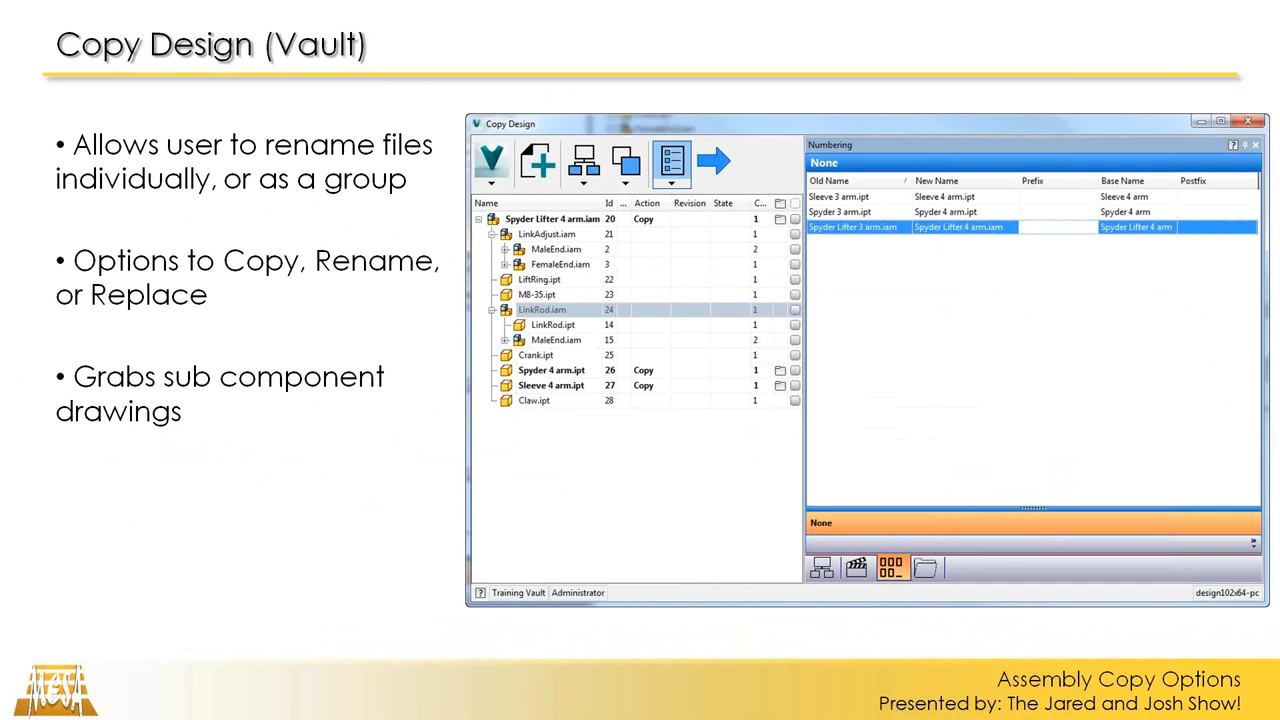 Copy Design (Vault)
• Allows user to rename files
individually, or as a group
• Options to Copy, Rename,
or Replace
• Grabs sub component
drawings
Copy Design
Name Id ... Action Revision State C...
Spyder Lifter 4 arm.iam 20 Copy 1
LinkAdjust.iam 21 1
MaleEnd.iam 2 2
FemaleEnd.iam 3 1
LiftRing.ipt 22 1
M8-35.ipt 23 1
LinkRod.iam 24 1
LinkRod.ipt 14 1
MaleEnd.iam 15 2
Crank.ipt 25 1
Spyder 4 arm.ipt 26 Copy 1
Sleeve 4 arm.ipt 27 Copy 1
Claw.ipt 28 1
Training Vault Administrator
Numbering
None
Old Name New Name Prefix Base Name Postfix
Sleeve 3 arm.ipt Sleeve 4 arm.ipt Sleeve 4 arm
Spyder 3 arm.ipt Spyder 4 arm.ipt Spyder 4 arm
Spyder Lifter 3 arm.iam Spyder Lifter 4 arm.iam Spyder Lifter 4 arm
None
design102x64-pc
MESA
Assembly Copy Options
Presented by: The Jared and Josh Show!